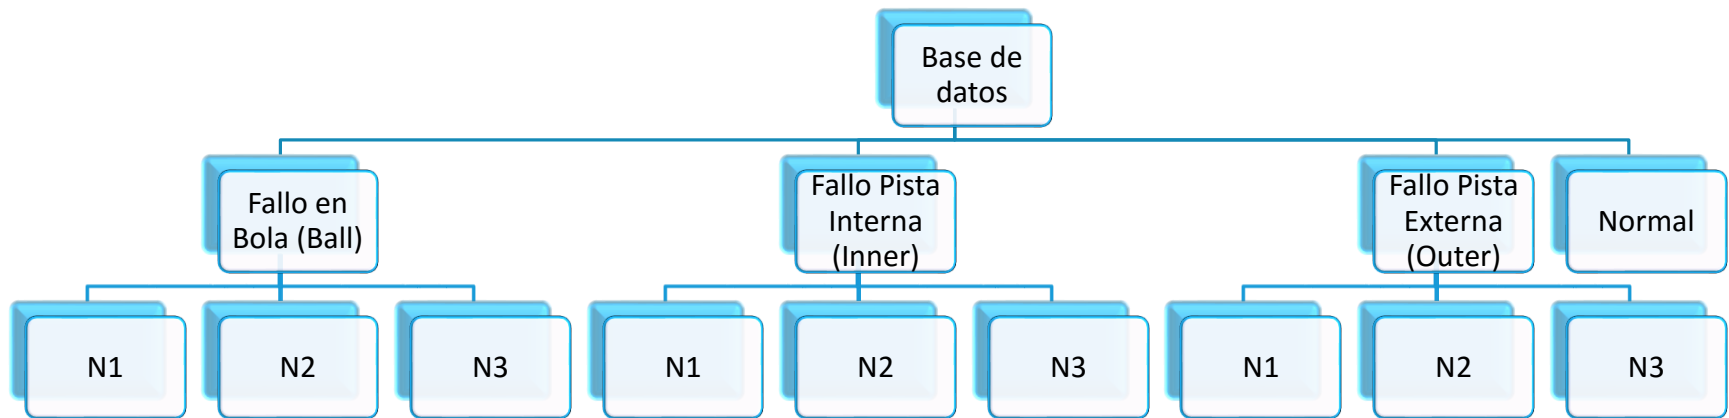 Base de
datos
Fallo en
Bola (Ball)
Fallo Pista
Interna
(Inner)
Fallo Pista
Externa
(Outer)
Normal
N1
N2
N3
N1
N2
N3
N1
N2
N3